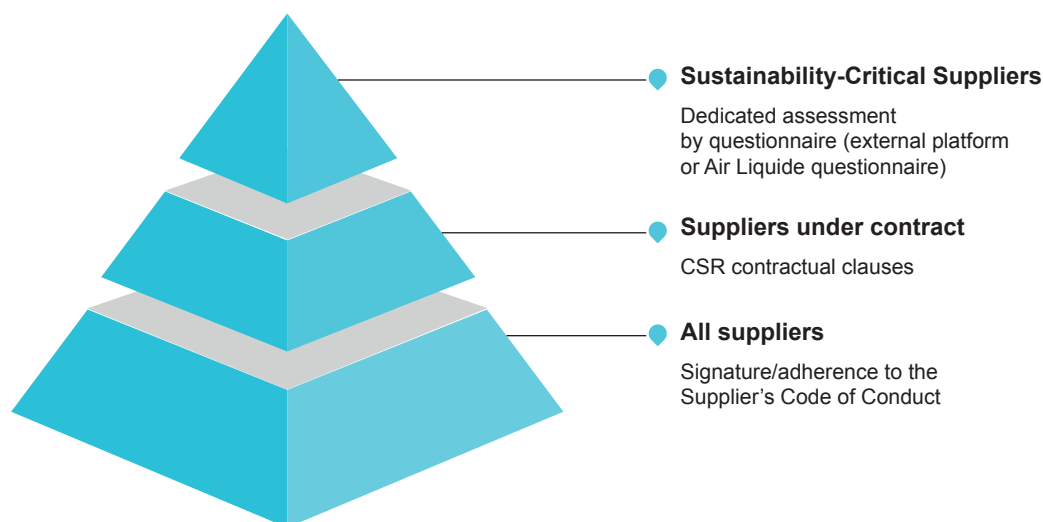 Sustainability-Critical Suppliers
Dedicated assessment
by questionnaire (external platform
or Air Liquide questionnaire)
Suppliers under contract
CSR contractual clauses
All suppliers
Signature/adherence to the
Supplier’s Code of Conduct